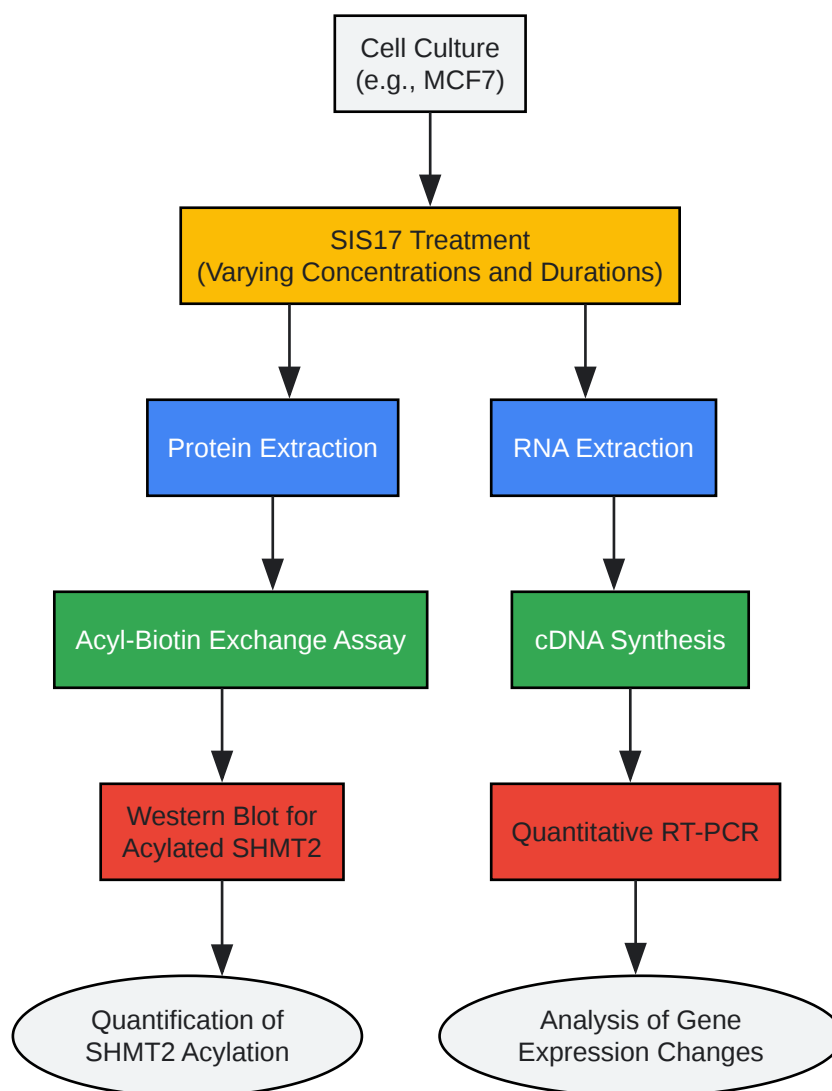 Cell Culture
(e.g., MCF7)
SIS17 Treatment
(Varying Concentrations and Durations)
Protein Extraction
RNA Extraction
Acyl-Biotin Exchange Assay
cDNA Synthesis
Western Blot for
Acylated SHMT2
Quantitative RT-PCR
Quantification of
SHMT2 Acylation
Analysis of Gene
Expression Changes